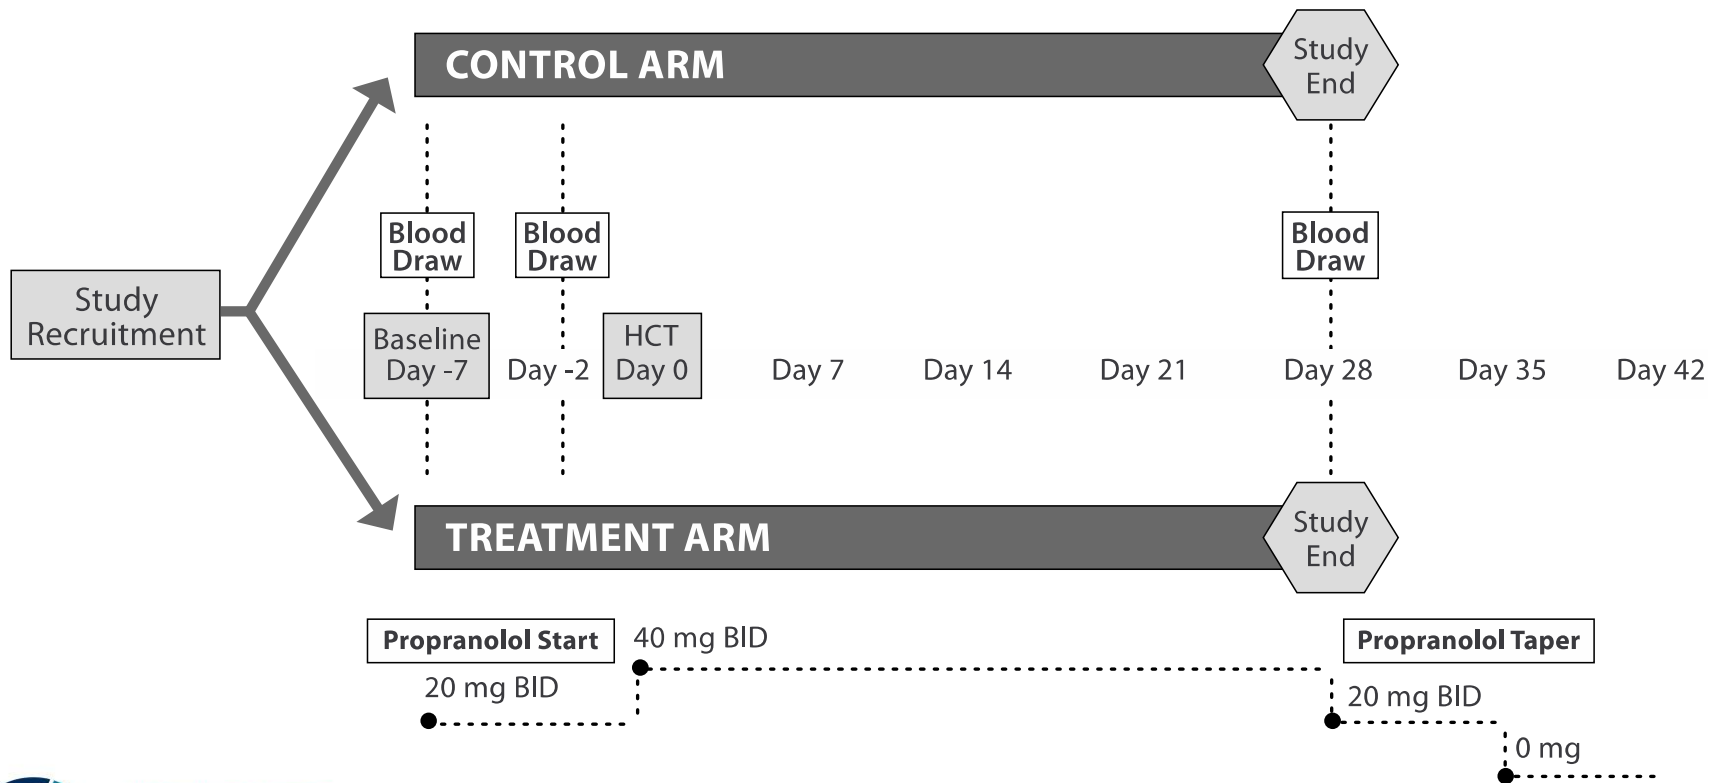 CONTROL ARM
Study
End
Blood
Draw
Blood
Draw
Blood
Draw
Study
Recruitment
Baseline
Day -7
Day -2
HCT
Day 0
Day 7
Day 14
Day 21
Day 28
Day 35
Day 42
TREATMENT ARM
Study
End
Propranolol Start
40 mg BID
Propranolol Taper
20 mg BID
20 mg BID
0 mg